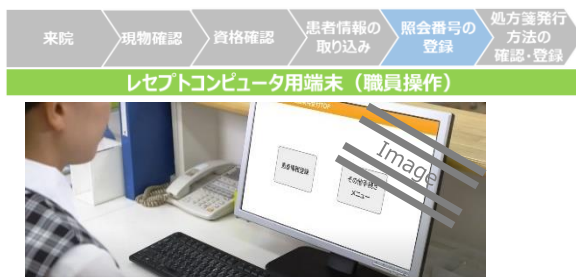 来院
現物確認
資格確認
患者情報の
取り込み
照会番号の
登録
処方箋発行
方法の
確認・登録
レセプトコンピュータ用端末（職員操作）
患者情報登録
その他手続き
メニュー
Image